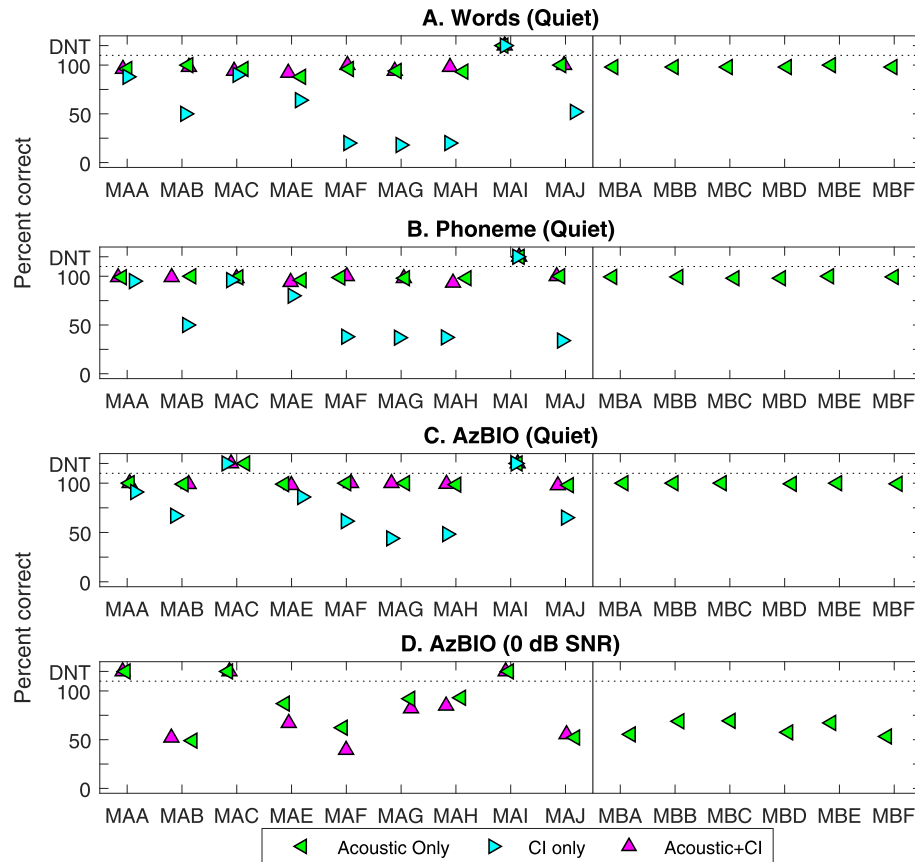 A. Words (Quiet)
DNT
100
50
0
MAA MAB MAC MAE MAF MAG MAH MAI MAJ MBA MBB MBC MBD MBE MBF
Percent correct
B. Phoneme (Quiet)
DNT
100
50
0
MAA MAB MAC MAE MAF MAG MAH MAI MAJ MBA MBB MBC MBD MBE MBF
C. AzBIO (Quiet)
DNT
100
50
0
MAA MAB MAC MAE MAF MAG MAH MAI MAJ MBA MBB MBC MBD MBE MBF
Percent correct
D. AzBIO (0 dB SNR)
DNT
100
50
0
MAA MAB MAC MAE MAF MAG MAH MAI MAJ MBA MBB MBC MBD MBE MBF
Acoustic Only CI only Acoustic+CI